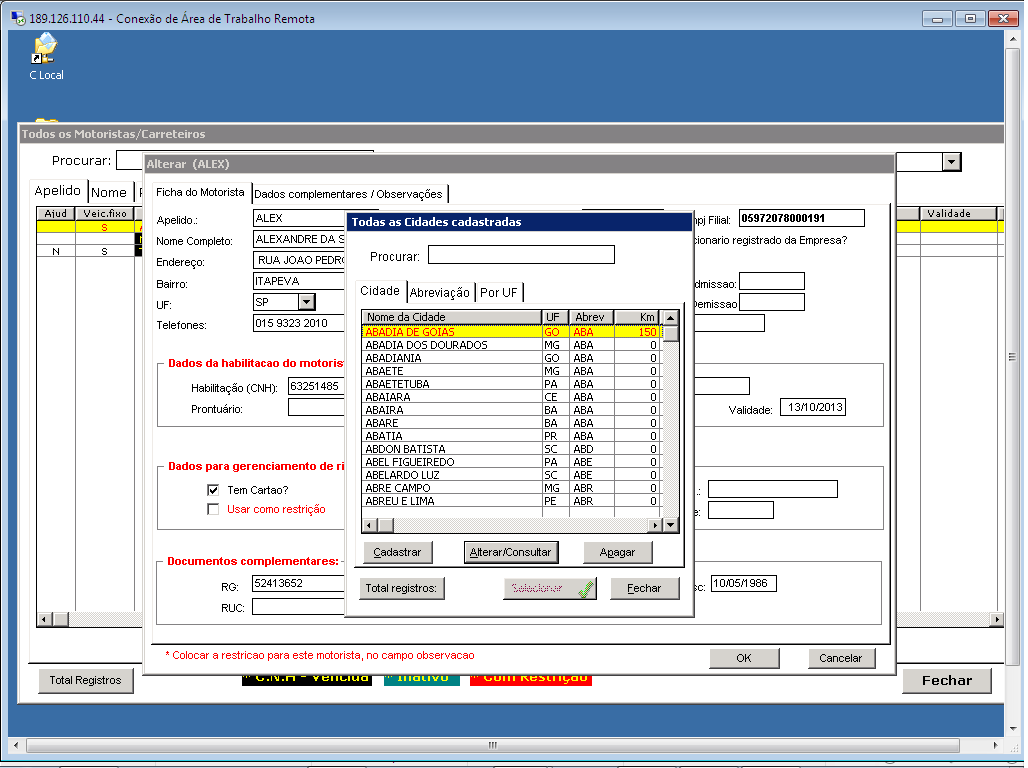 189.126.110.44 - Conexão de Área de Trabalho Remota
C Local
Todos os Motoristas/Carreteiros
Procurar:
Alterar (ALEX)
Apelido Nome
Ficha do Motorista Dados complementares / Observações
Ajud Veic.fixo Validade
S
N S
Apelido.: ALEX
npj Filial: 05972078000191
Nome Completo: ALEXANDRE DA S
cionario registrado da Empresa?
Endereço: RUA JOAO PEDRO
Bairro: ITAPEVA
dmissao:
UF: SP
Demissao
Telefones: 015 9323 2010
Dados da habilitacao do motoris
Habilitação (CNH): 63251485
Prontuário:
Validade: 13/10/2013
Dados para gerenciamento de ri
Tem Cartao?
Usar como restrição
Documentos complementares:
RG: 52413652
sc: 10/05/1986
RUC:
* Colocar a restricao para este motorista, no campo observacao
OK Cancelar
Todas as Cidades cadastradas
Procurar:
Cidade Abreviação Por UF
Nome da Cidade UF Abrev Km
ABADIA DE GOIAS GO ABA 150
ABADIA DOS DOURADOS MG ABA 0
ABADIANIA GO ABA 0
ABAETE MG ABA 0
ABAETETUBA PA ABA 0
ABAIARA CE ABA 0
ABAIRA BA ABA 0
ABARE BA ABA 0
ABATIA PR ABA 0
ABDON BATISTA SC ABD 0
ABEL FIGUEIREDO PA ABE 0
ABELARDO LUZ SC ABE 0
ABRE CAMPO MG ABR 0
ABREU E LIMA PE ABR 0
Cadastrar Alterar/Consultar Apagar
Total registros: Selecionar Fechar
Total Registros
* C.N.H - Vencida * Inativo * Com Restrição
Fechar